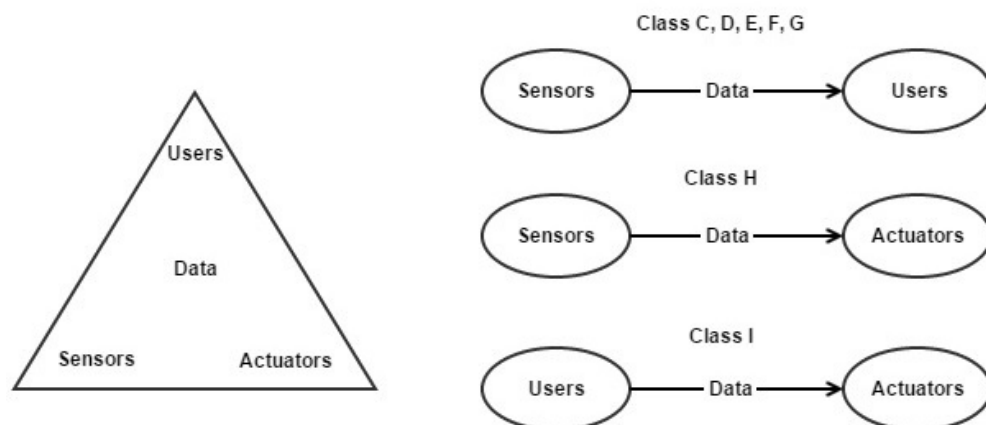 Users
Data
Sensors Actuators
Class C, D, E, F, G
Sensors Data Users
Class H
Sensors Data Actuators
Class I
Users Data Actuators